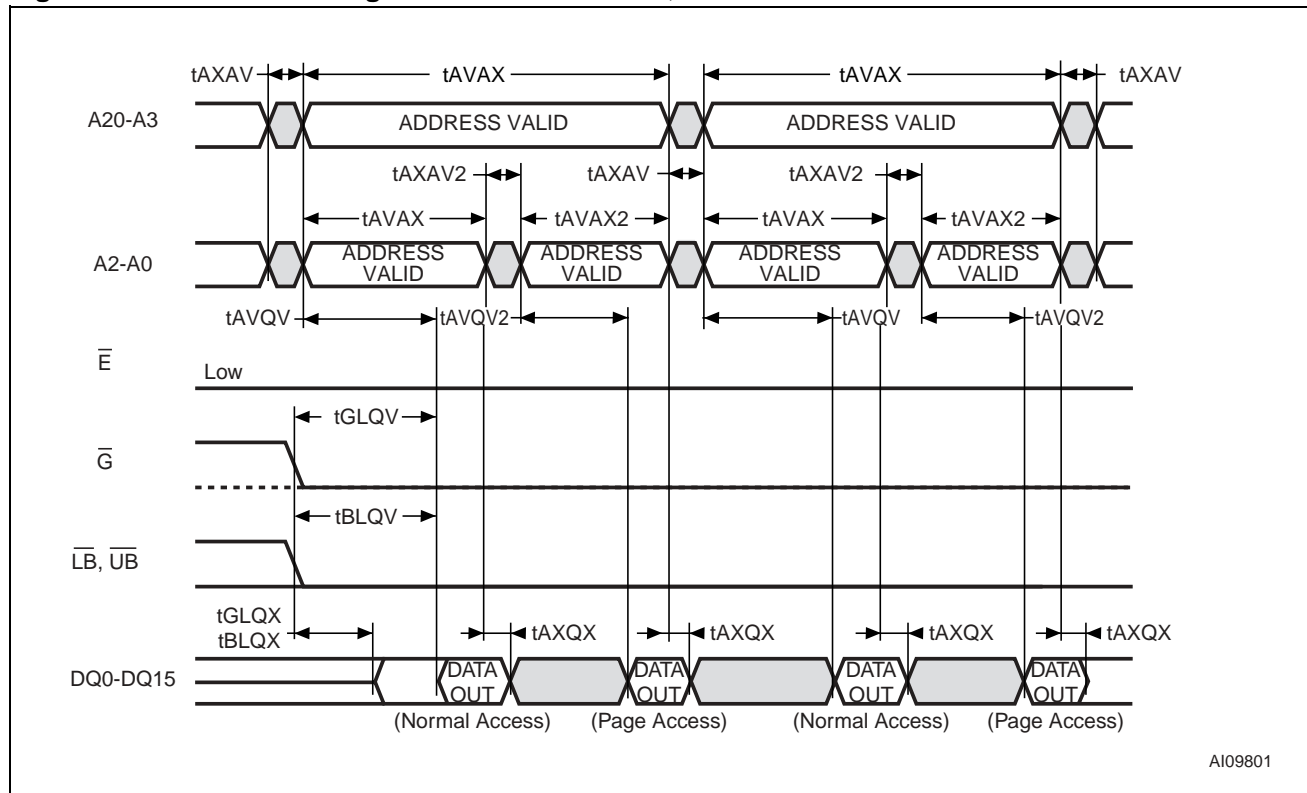 tAXAV tAVAX tAVAX tAXAV
A20-A3 ADDRESS VALID ADDRESS VALID
tAXAV2 tAXAV tAXAV2
tAVAX tAVAX2 tAVAX tAVAX2
A2-A0 ADDRESS VALID ADDRESS VALID ADDRESS VALID ADDRESS VALID
tAVQV tAVQV2 tAVQV tAVQV2
E
Low
tGLQV
G
tBLQV
LB, UB
tGLQX
tBLQX
tAXQX tAXQX tAXQX tAXQX
DQ0-DQ15 DATA OUT DATA OUT DATA OUT DATA OUT
(Normal Access) (Page Access) (Normal Access) (Page Access)
AI09801